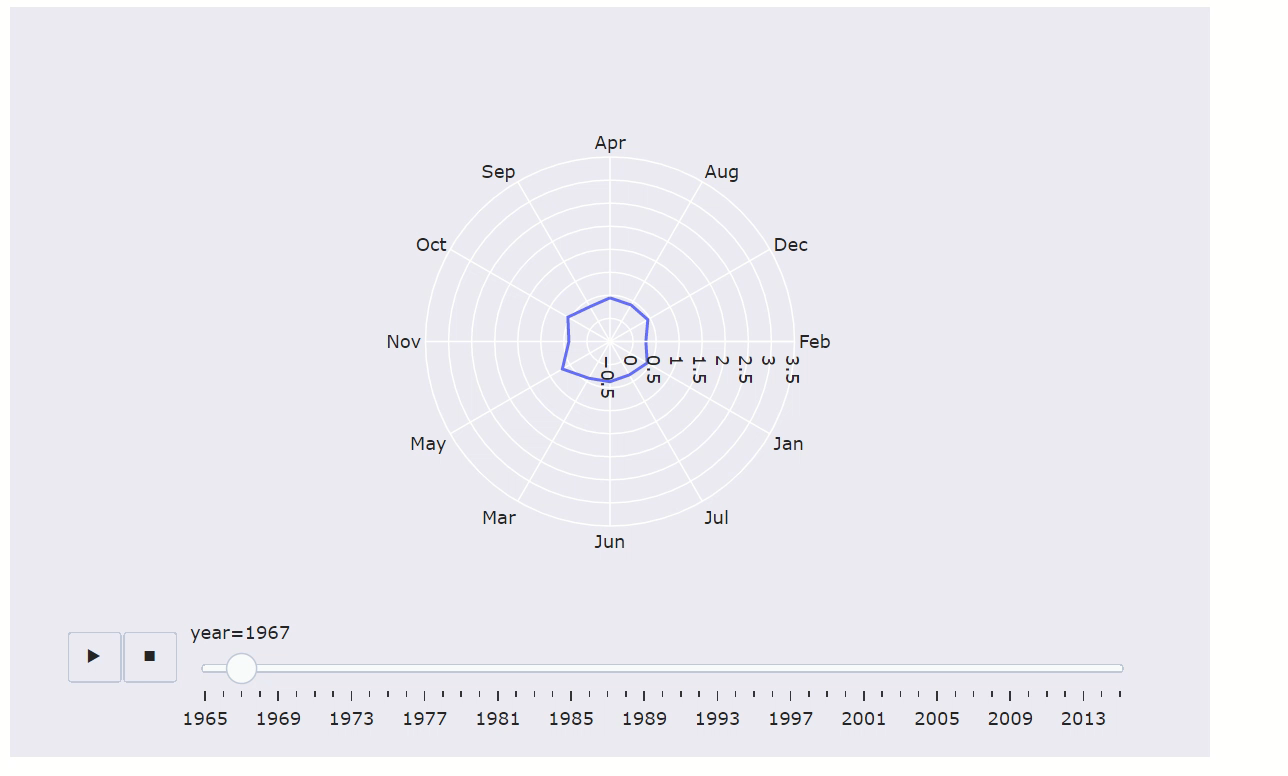 Apr
Sep
Aug
Oct
Dec
Nov
Feb
−0.5
0
0.5
1
1.5
2
2.5
3
3.5
May
Jan
Mar
Jul
Jun
year=1967
▶ ■
1965 1969 1973 1977 1981 1985 1989 1993 1997 2001 2005 2009 2013